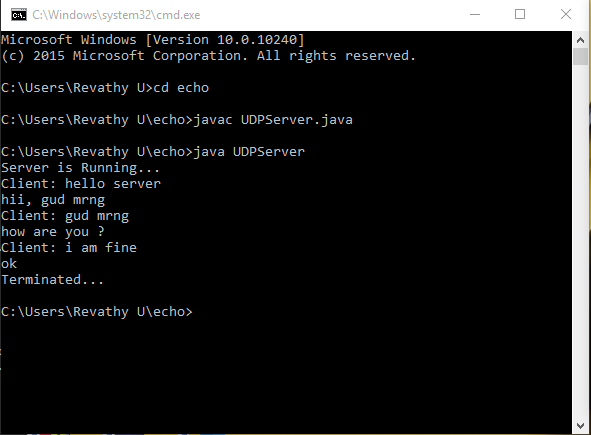 C:\Windows\system32\cmd.exe
Microsoft Windows [Version 10.0.10240]
(c) 2015 Microsoft Corporation. All rights reserved.
C:\Users\Revathy U>cd echo
C:\Users\Revathy U\echo>javac UDPServer.java
C:\Users\Revathy U\echo>java UDPServer
Server is Running...
Client: hello server
hii, gud mrng
Client: gud mrng
how are you ?
Client: i am fine
ok
Terminated...
C:\Users\Revathy U\echo>